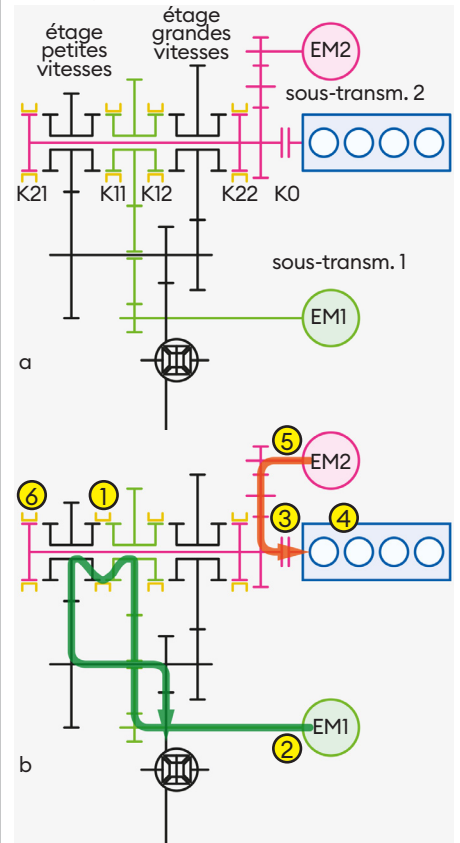 étage
petites
vitesses
étage
grandes
vitesses
EM2
sous-transm. 2
K21
K11
K12
K22
K0
sous-transm. 1
EM1
a
5
EM2
6
1
3
4
EM1
2
b